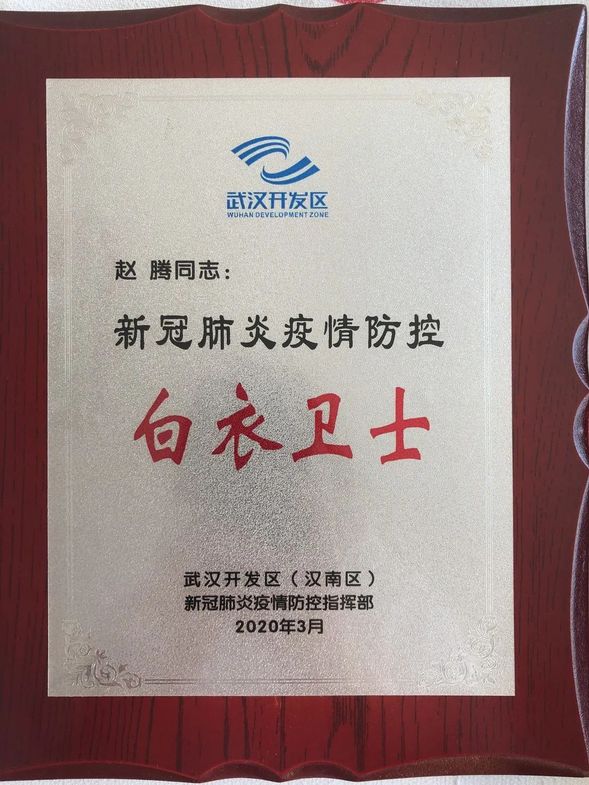 武汉开发区
WUHAN DEVELOPMENT ZONE
赵 腾同志：
新冠肺炎疫情防控
白衣卫士
武汉开发区（汉南区）
新冠肺炎疫情防控指挥部
2020年3月